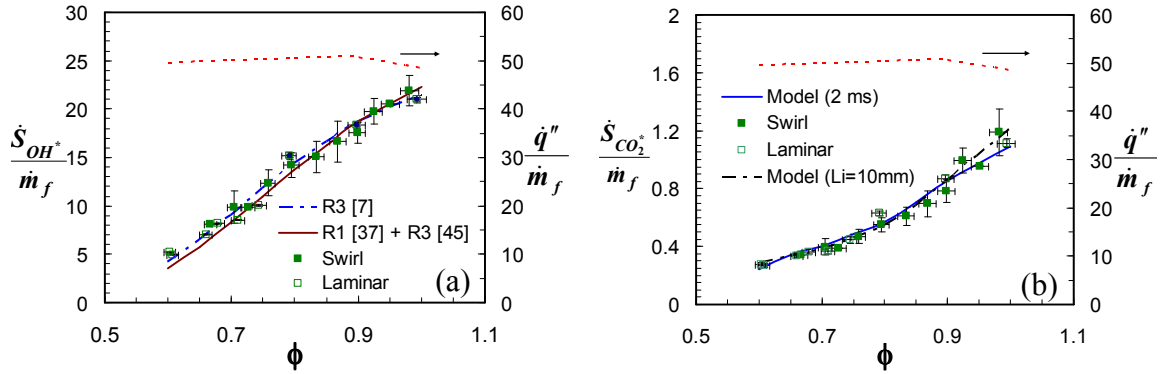 30
25
20
15
10
5
0
60
50
40
30
20
10
0
0.5
0.7
0.9
1.1
Ṡ_OH* / ṁ_f
q̇″ / ṁ_f
R3 [7]
R1 [37] + R3 [45]
Swirl
Laminar
(a)
ϕ
2
1.6
1.2
0.8
0.4
0
60
50
40
30
20
10
0
0.5
0.7
0.9
1.1
Ṡ_CO₂* / ṁ_f
q̇″ / ṁ_f
Model (2 ms)
Swirl
Laminar
Model (Li=10mm)
(b)
ϕ